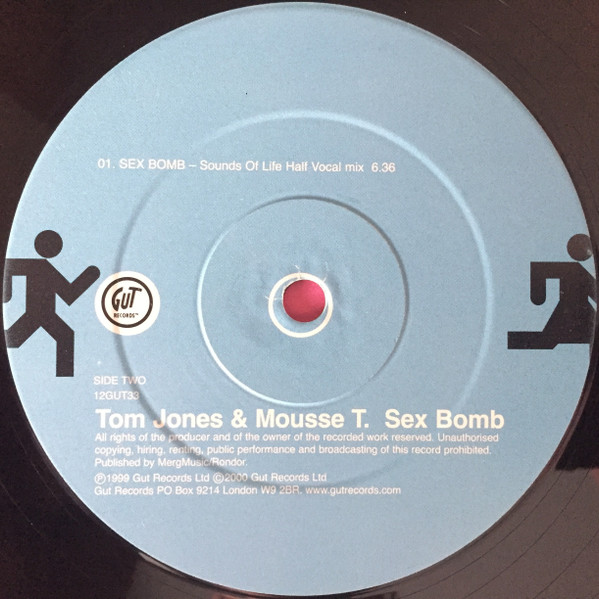 01. SEX BOMB – Sounds Of Life Half Vocal mix 6.36
GUT
RECORDS™
SIDE TWO
12GUT33
Tom Jones & Mousse T. Sex Bomb
All rights of the producer and of the owner of the recorded work reserved. Unauthorised
copying, hiring, renting, public performance and broadcasting of this record prohibited.
Published by MergMusic/Rondor.
Ⓟ1999 Gut Records Ltd ©2000 Gut Records Ltd
Gut Records PO Box 9214 London W9 2BR. www.gutrecords.com